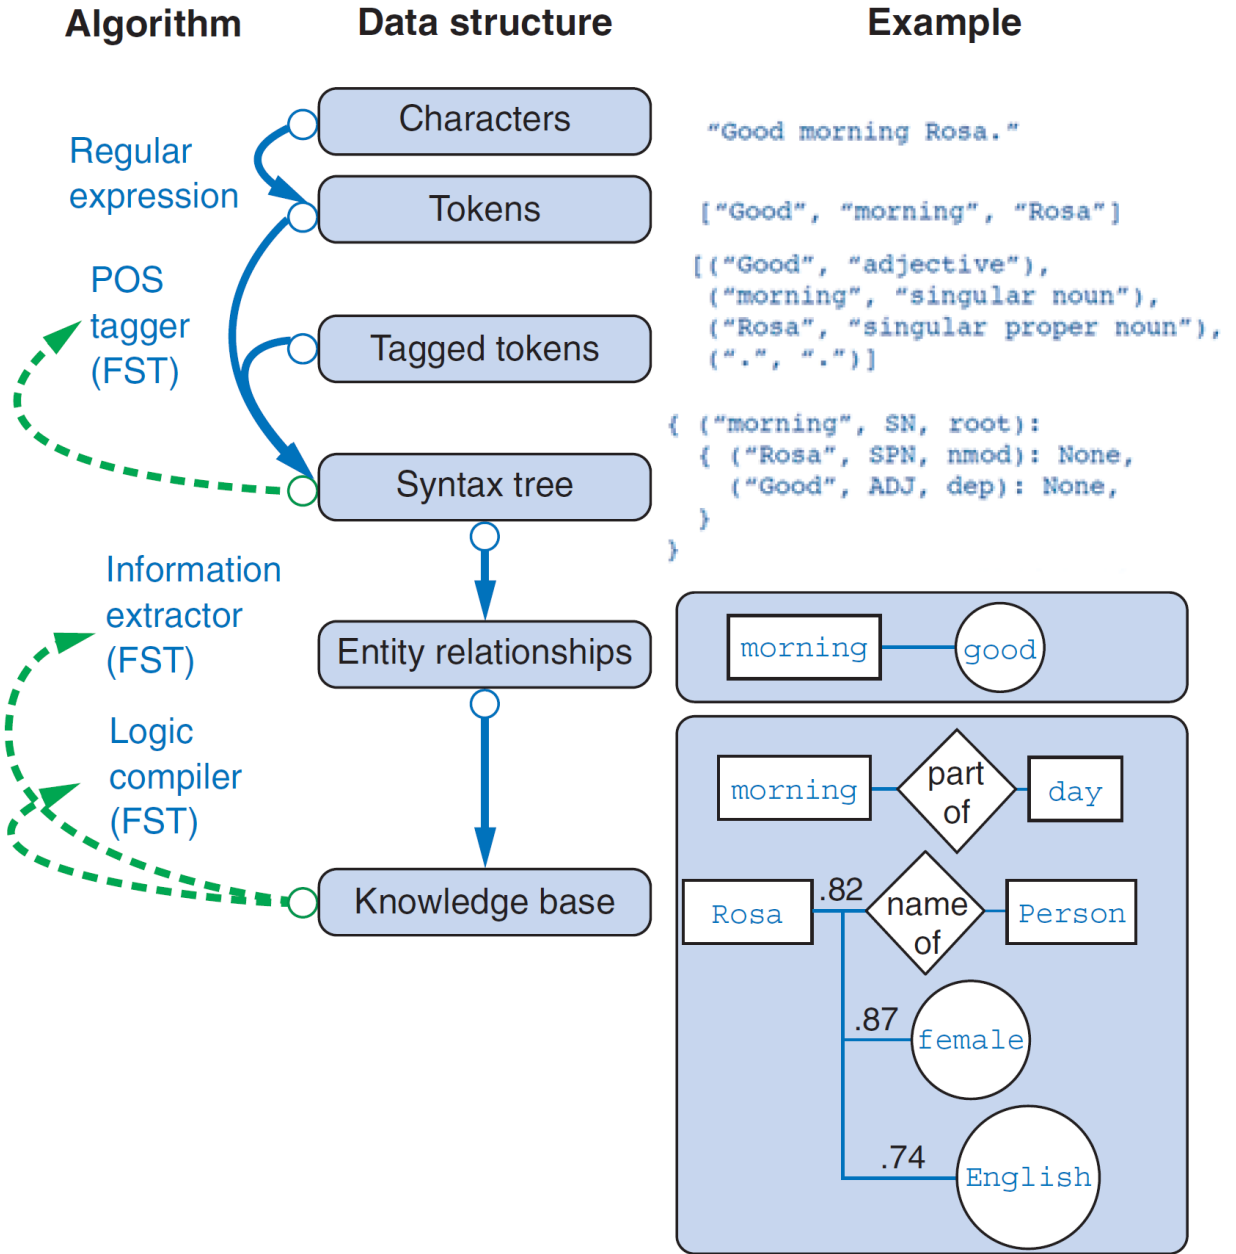 Algorithm
Data structure
Example
Regular
expression
Characters
“Good morning Rosa.”
Tokens
[“Good”, “morning”, “Rosa”]
POS
tagger
(FST)
Tagged tokens
[(“Good”, “adjective”),
(“morning”, “singular noun”),
(“Rosa”, “singular proper noun”),
(“.”, “.”)]
Syntax tree
{ (“morning”, SN, root):
{ (“Rosa”, SPN, nmod): None,
(“Good”, ADJ, dep): None,
}
}
Information
extractor
(FST)
Entity relationships
morning
good
Logic
compiler
(FST)
Knowledge base
morning
part
of
day
Rosa
.82
name
of
Person
.87
female
.74
English